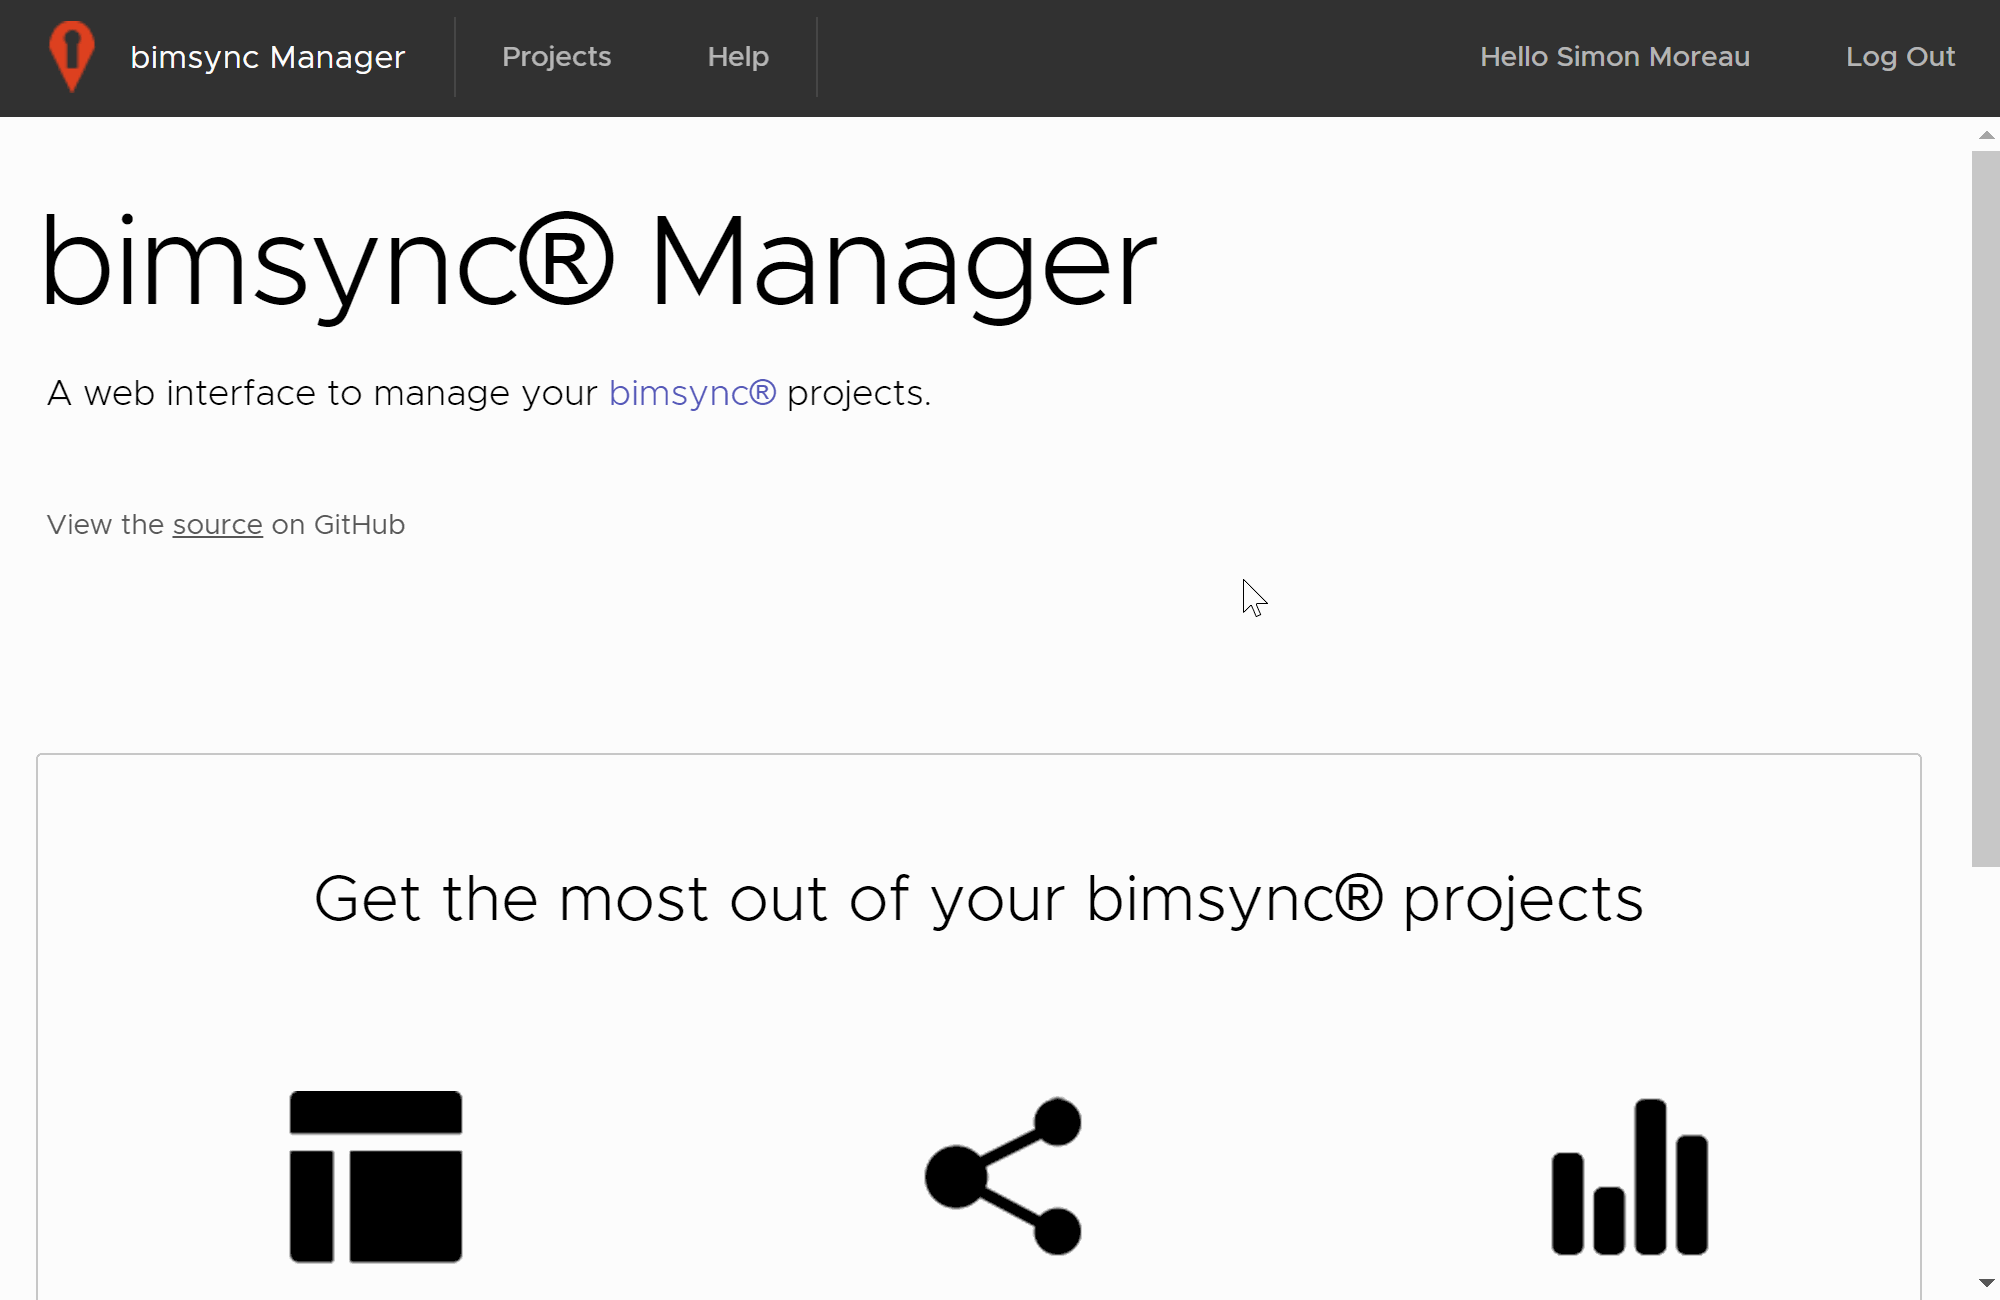 bimsync Manager
Projects
Help
Hello Simon Moreau
Log Out
bimsync® Manager
A web interface to manage your bimsync® projects.
View the source on GitHub
Get the most out of your bimsync® projects